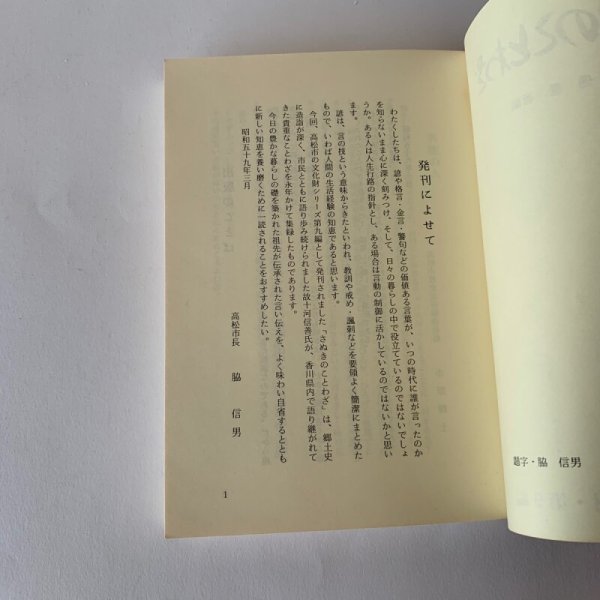 発刊によせて
わたくしたちは、諺や格言・金言・警句などの価値ある言葉が、いつの時代に誰が言ったのか
を知らないまま心に深く刻みつけ、そして、日々の暮らしの中で役立てているのではないでしょ
うか。ある人は人生行路の指針とし、ある場合は言動の制御に活かしているのではないかと思い
ます。
諺は、言の技という意味からきたといわれ、教訓や戒め・諷刺などを要領よく簡潔にまとめた
もので、いわば人間の生活経験の知恵であると思います。
今回、高松市の文化財シリーズ第九編として発刊されました「さぬきのことわざ」は、郷土史
に造詣が深く、市民とともに語り歩み続けられました故十河信善氏が、香川県内で語り継がれて
きた貴重なことわざを永年かけて集録したものであります。
今日の豊かな暮らしの礎を築かれた祖先が伝承された言い伝えを、よく味わい自省するととも
に新しい知恵を養い磨くために一読されることをおすすめしたい。
昭和五十九年三月
高松市長 脇 信男
1
のことわざ
題字・脇 信男